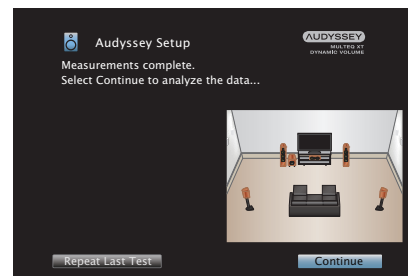 Audyssey Setup
AUDYSSEY
MULTEQ XT
DYNAMIC VOLUME
Measurements complete.
Select Continue to analyze the data...
Repeat Last Test
Continue